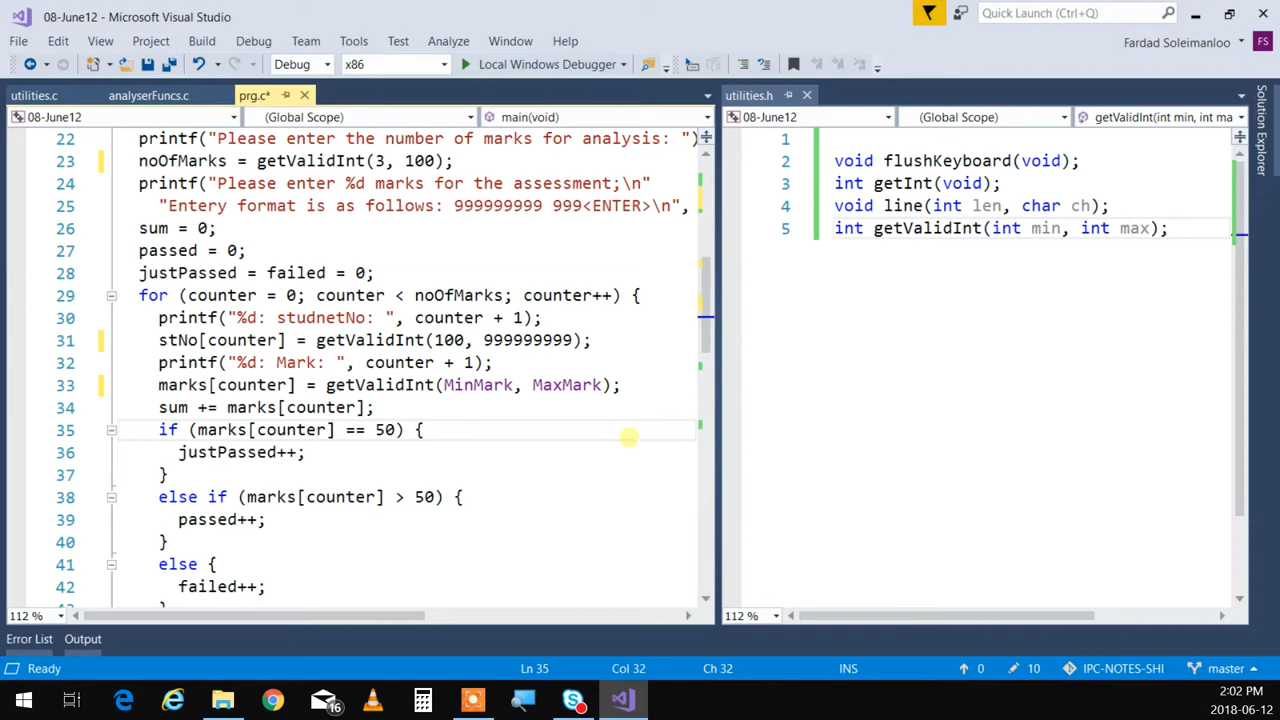 08-June12 - Microsoft Visual Studio
Quick Launch (Ctrl+Q)
File Edit View Project Build Debug Team Tools Test Analyze Window Help
Fardad Soleimanloo FS
Debug x86 Local Windows Debugger
utilities.c analyserFuncs.c prg.c* utilities.h
08-June12 (Global Scope) main(void) 08-June12 (Global Scope) getValidInt(int min, int ma
22 printf("Please enter the number of marks for analysis: ")
23 noOfMarks = getValidInt(3, 100);
24 printf("Please enter %d marks for the assessment;\n"
25 "Entery format is as follows: 999999999 999<ENTER>\n",
26 sum = 0;
27 passed = 0;
28 justPassed = failed = 0;
29 for (counter = 0; counter < noOfMarks; counter++) {
30 printf("%d: studnetNo: ", counter + 1);
31 stNo[counter] = getValidInt(100, 999999999);
32 printf("%d: Mark: ", counter + 1);
33 marks[counter] = getValidInt(MinMark, MaxMark);
34 sum += marks[counter];
35 if (marks[counter] == 50) {
36 justPassed++;
37 }
38 else if (marks[counter] > 50) {
39 passed++;
40 }
41 else {
42 failed++;
1
2 void flushKeyboard(void);
3 int getInt(void);
4 void line(int len, char ch);
5 int getValidInt(int min, int max);
Solution Explorer
112 % 112 %
Error List Output
Ready Ln 35 Col 32 Ch 32 INS 0 10 IPC-NOTES-SHI master
16
2:02 PM
2018-06-12